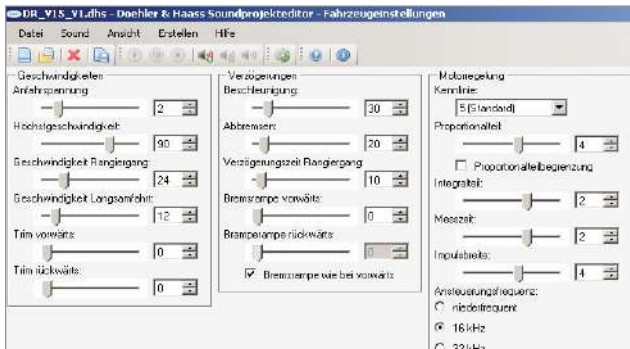 DR_V15_V1.dhs - Doehler & Haass Soundprojekteditor - Fahrzeugeinstellungen
Datei Sound Ansicht Erstellen Hilfe
Geschwindigkeiten
Anfahrspannung:
2
Höchstgeschwindigkeit:
90
Geschwindigkeit Rangiergang:
24
Geschwindigkeit Langsamfahrt:
12
Trim vorwärts:
0
Trim rückwärts:
0
Verzögerungen
Beschleunigung:
30
Abbremsen:
20
Verzögerungszeit Rangiergang
10
Bremsrampe vorwärts:
0
Bramperampe rückwärts:
0
Bremsrampe wie bei vorwärts
Motorregelung
Kennlinie:
5 (Standard)
Proportionalteil:
4
Proportionalteilbegrenzung
Integralteil:
2
Messzeit:
2
Impulsbreite:
4
Ansteuerungsfrequenz:
niederfrequent
16 kHz
32 kHz